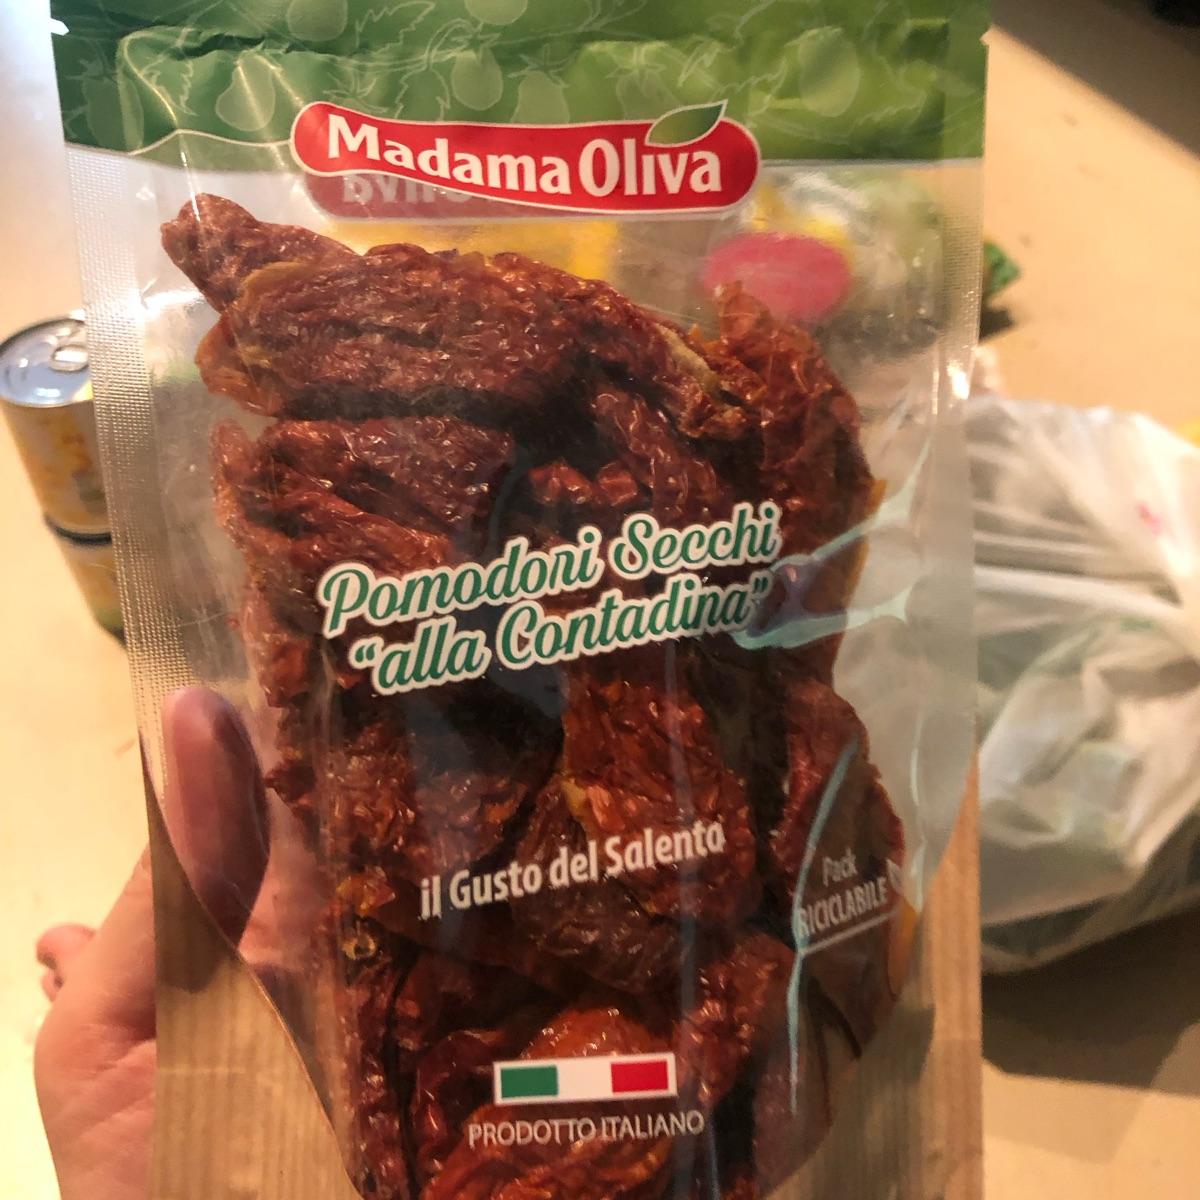 Madama Oliva
Pomodori Secchi
"alla Contadina"
il Gusto del Salento
Pack
RICICLABILE
PRODOTTO ITALIANO